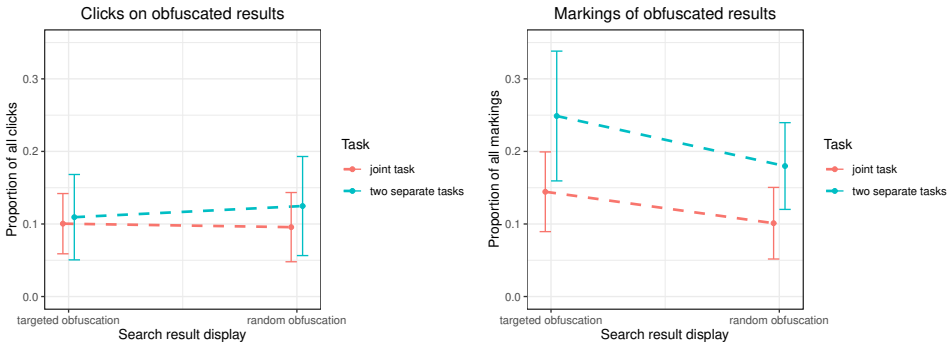 Clicks on obfuscated results
Proportion of all clicks
0.3
0.2
0.1
0.0
targeted obfuscation
random obfuscation
Search result display
Task
joint task
two separate tasks
Markings of obfuscated results
Proportion of all markings
0.3
0.2
0.1
0.0
targeted obfuscation
random obfuscation
Search result display
Task
joint task
two separate tasks